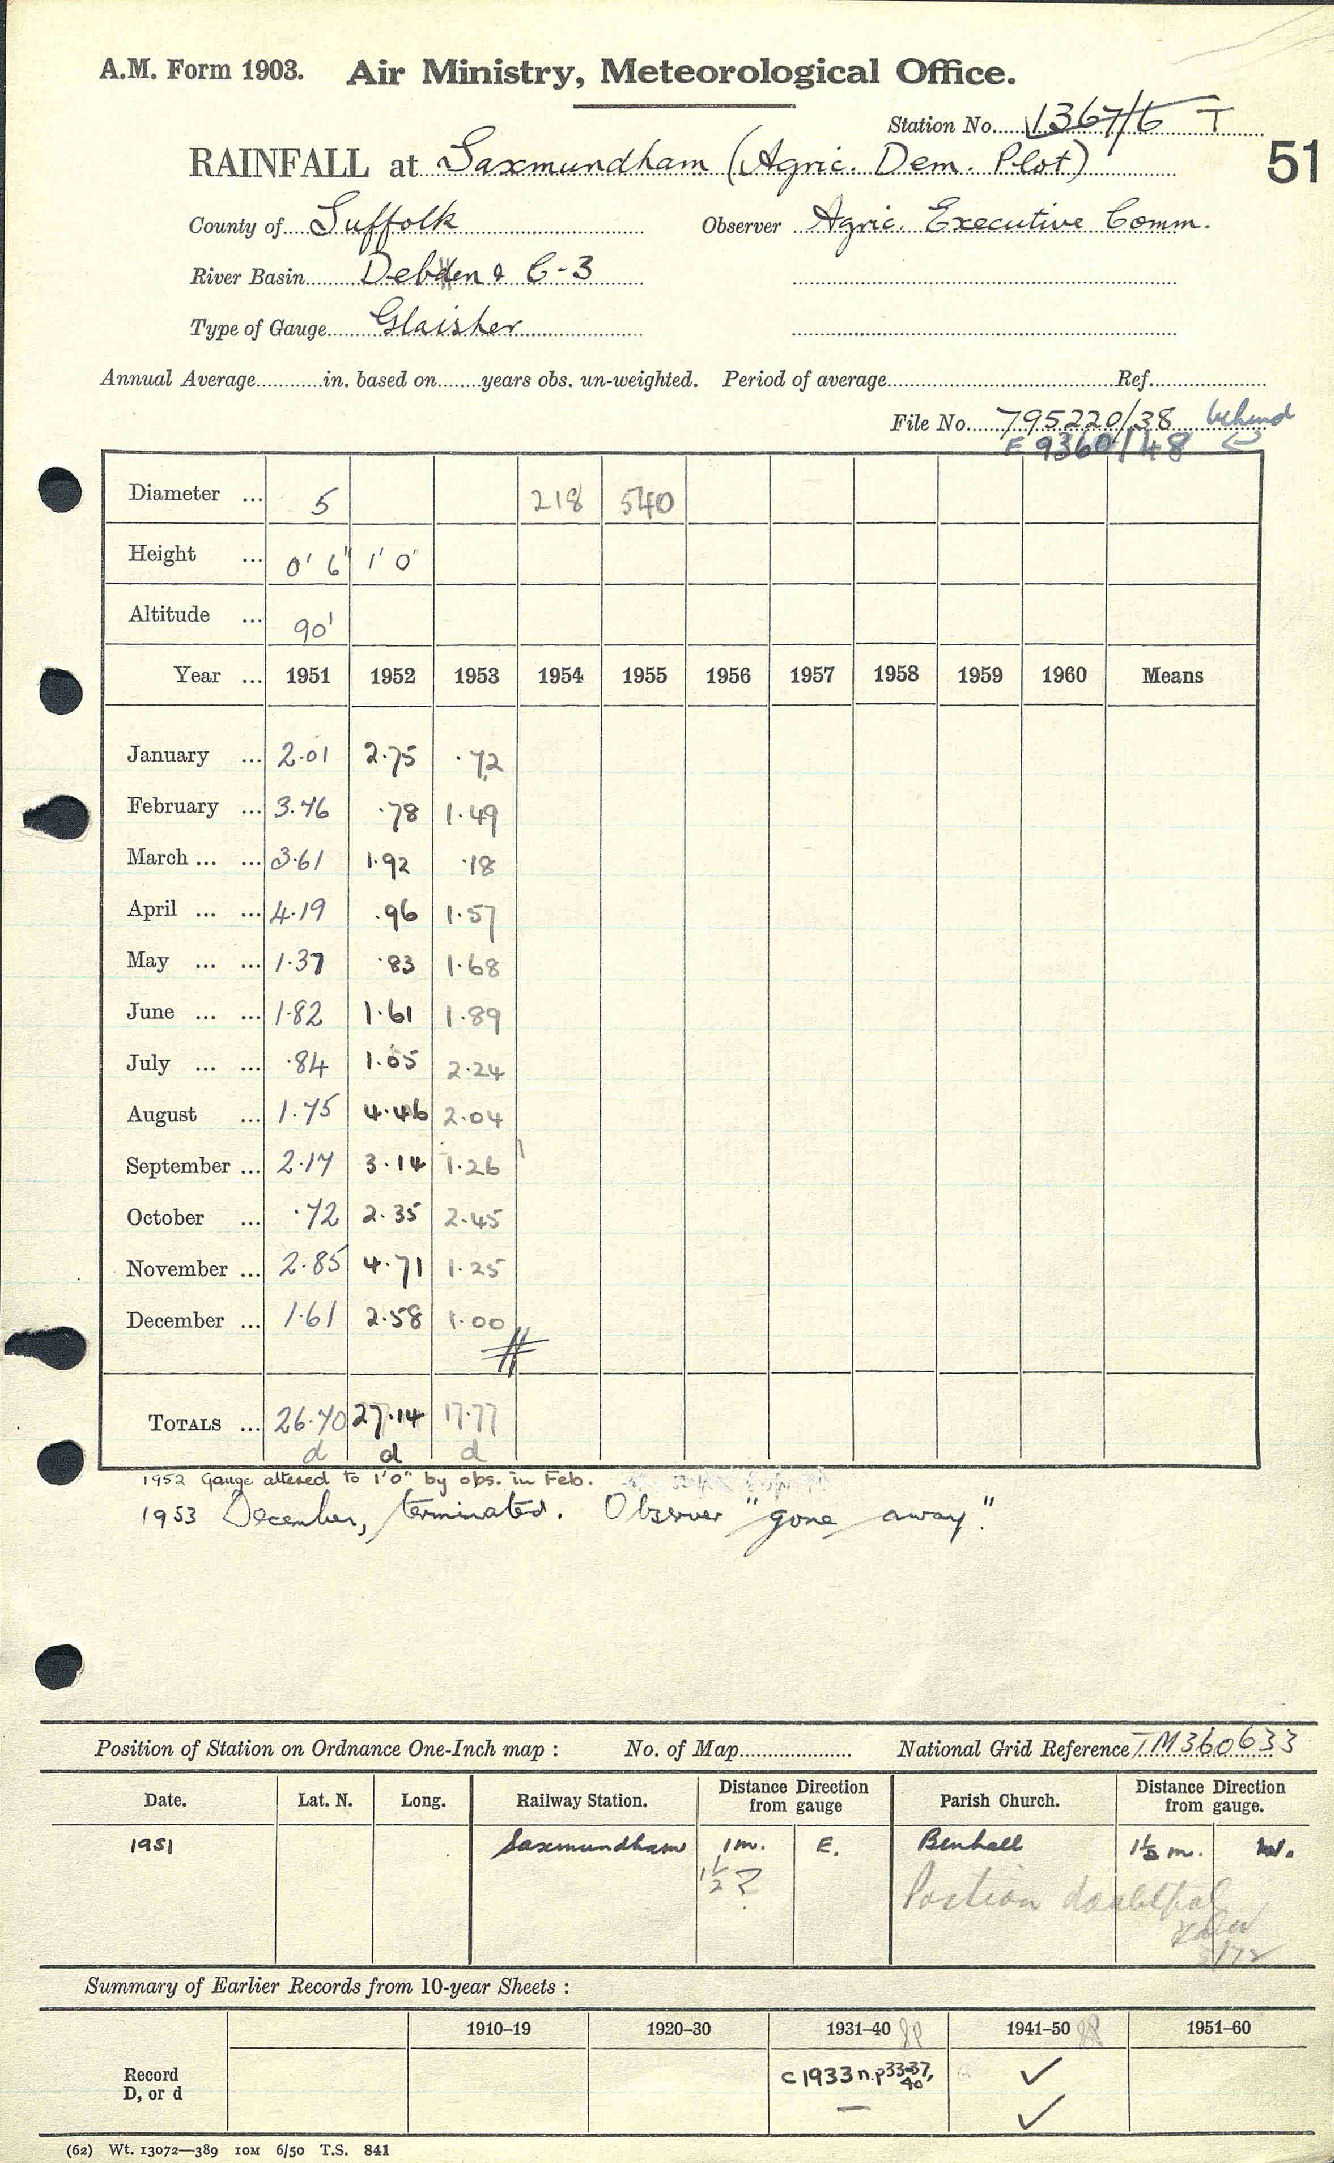 A.M. Form 1903. Air Ministry, Meteorological Office.
Station No. 1367/6 T
RAINFALL at Saxmundham (Agric. Dem. Plot) 51
County of Suffolk Observer Agric. Executive Comm.
River Basin Debden & C-3
Type of Gauge Glaisher
Annual Average in. based on years obs. un-weighted. Period of average Ref.
File No. 795220/38 behind
F 9360/48
Diameter ... 5 218 540
Height ... 0' 6" 1' 0"
Altitude ... 90'
Year ... 1951 1952 1953 1954 1955 1956 1957 1958 1959 1960 Means
January ... 2.01 2.75 .72
February ... 3.76 .78 1.49
March ... ... 3.61 1.92 .18
April ... ... 4.19 .96 1.57
May ... ... 1.37 .83 1.68
June ... ... 1.82 1.61 1.89
July ... ... .84 1.05 2.24
August ... 1.75 4.46 2.04
September ... 2.17 3.14 1.26
October ... .72 2.35 2.45
November ... 2.85 4.71 1.25
December ... 1.61 2.58 1.00
TOTALS ... 26.70 27.14 17.77
d d d
1952 Gauge altered to 1'0" by obs. in Feb.
1953 December, terminated. Observer "gone away."
Position of Station on Ordnance One-Inch map : No. of Map National Grid Reference TM360633
Date. Lat. N. Long. Railway Station. Distance Direction from gauge Parish Church. Distance Direction from gauge.
1951 Saxmundham 1 m. E. Benhall 1½ m. W.
1½ ?
Position doubtful
5/72
Summary of Earlier Records from 10-year Sheets :
1910–19 1920–30 1931–40 1941–50 1951–60
Record
D, or d
c 1933 n.p 33-37, 40 ✓
— ✓
(62) Wt. 13072—389 10M 6/50 T.S. 841